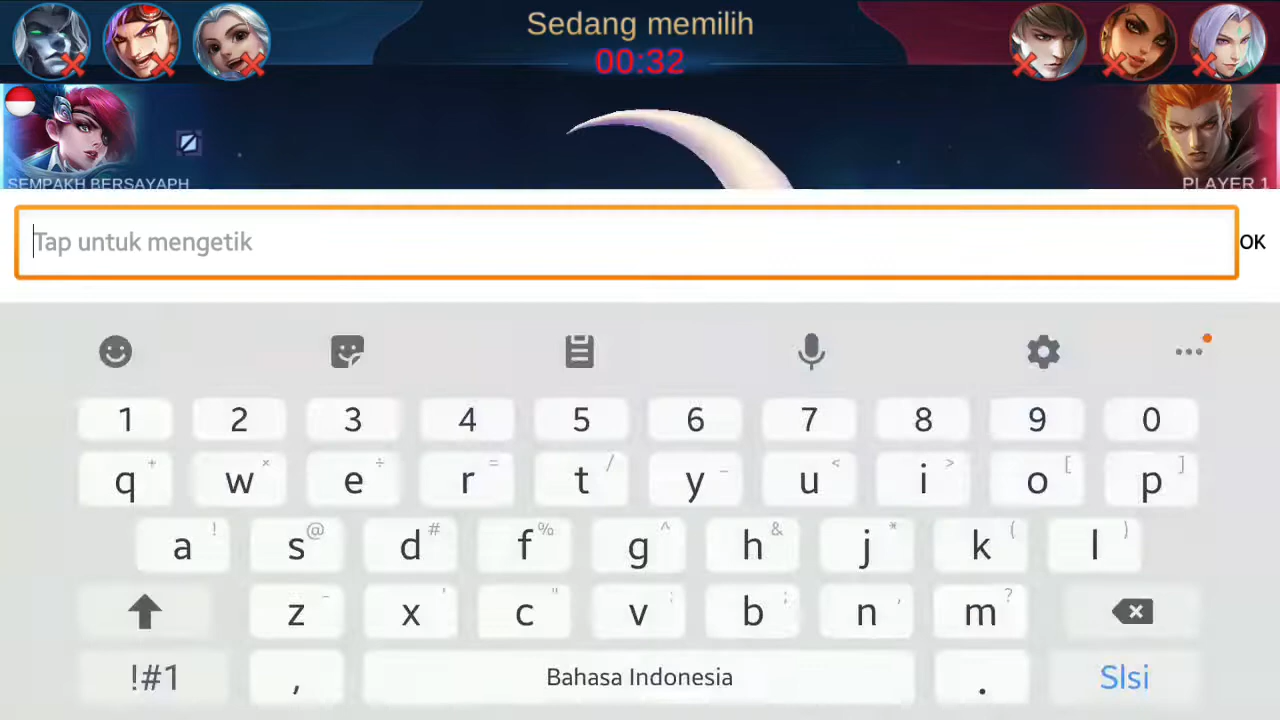 Sedang memilih
00:32
SEMPAKH BERSAYAPH
PLAYER 1
Tap untuk mengetik
OK
1 2 3 4 5 6 7 8 9 0
q + w × e ÷ r = t / y _ u < i > o [ p ]
a ! s @ d # f % g ^ h & j * k ( l )
z - x ' c " v : b ; n , m ?
!#1 , Bahasa Indonesia . SIsi